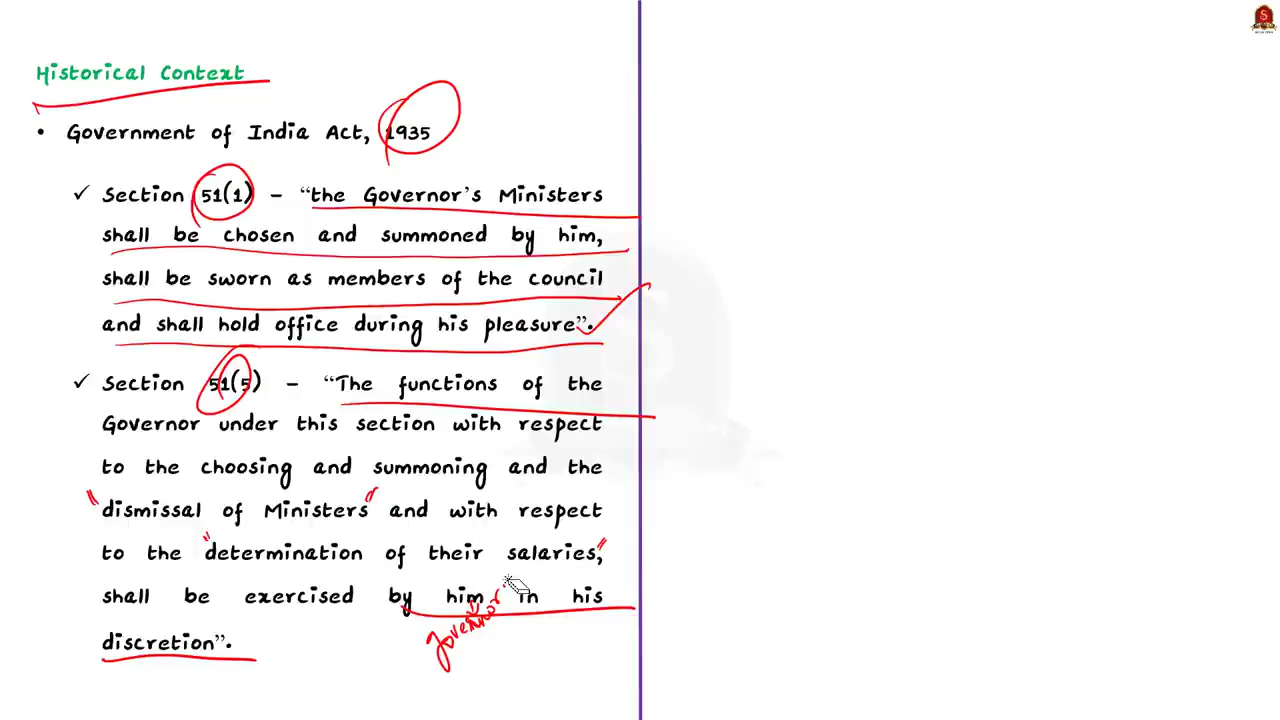 Historical Context
• Government of India Act, 1935
✓ Section 51(1) – “the Governor's Ministers
shall be chosen and summoned by him,
shall be sworn as members of the council
and shall hold office during his pleasure”.
✓ Section 51(5) – “The functions of the
Governor under this section with respect
to the choosing and summoning and the
dismissal of Ministers and with respect
to the determination of their salaries,
shall be exercised by him in his
Governor
discretion”.